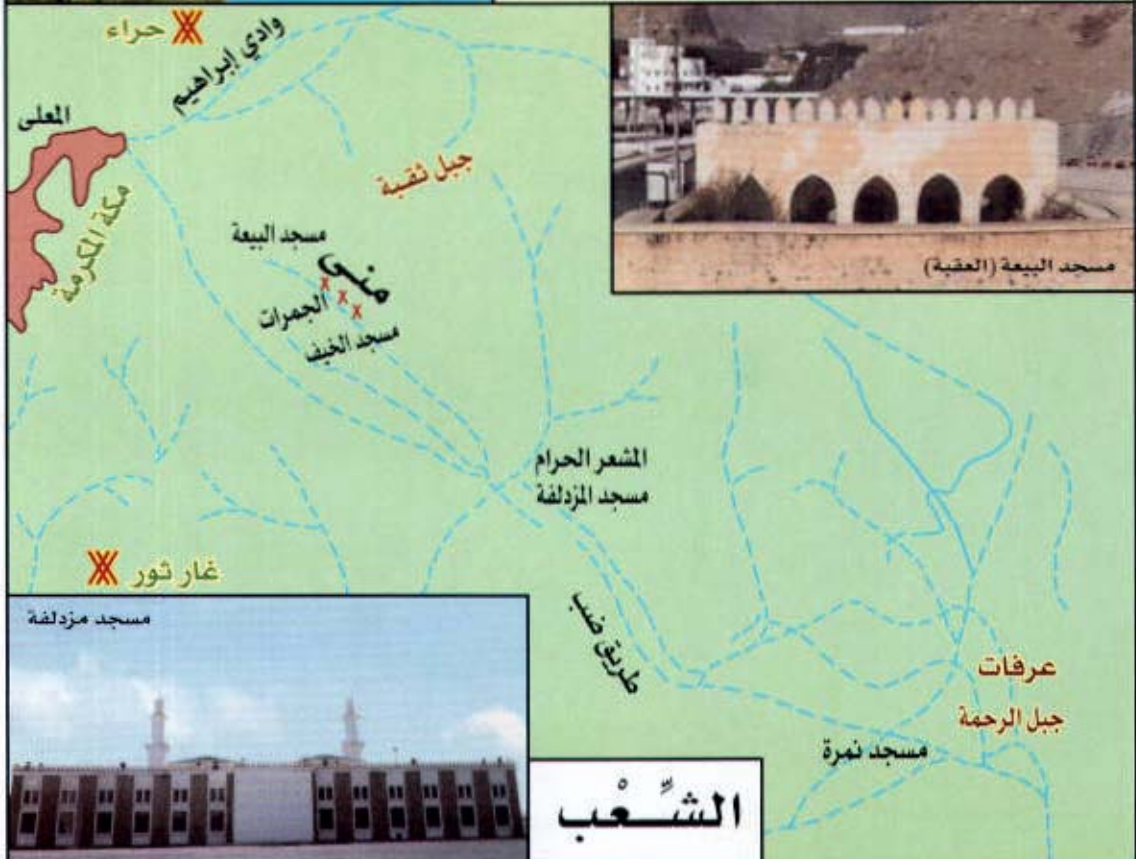 حراء
وادي إبراهيم
المعلى
مكة المكرمة
جبل ثقبة
مسجد البيعة
منى
الجمرات
مسجد الخيف
مسجد البيعة (العقبة)
المشعر الحرام
مسجد المزدلفة
غار ثور
طريق ضب
عرفات
جبل الرحمة
مسجد نمرة
مسجد مزدلفة
الشِّعْب